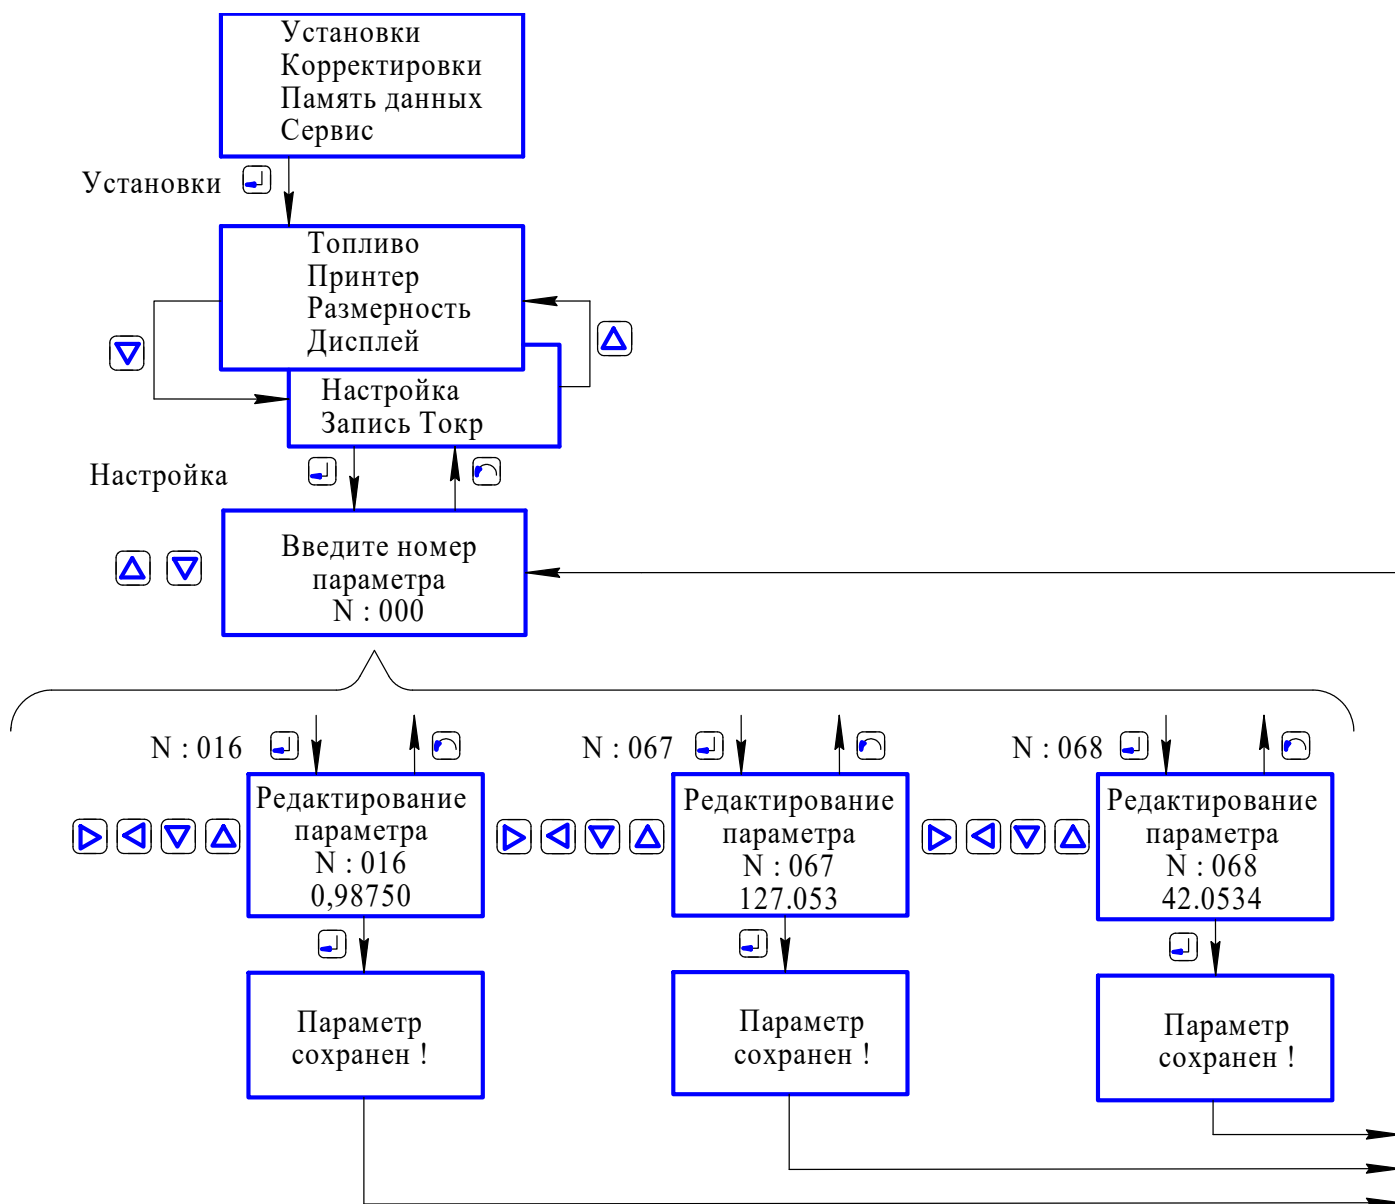 Установки
Корректировки
Память данных
Сервис
Установки
Топливо
Принтер
Размерность
Дисплей
Настройка
Запись Токр
Настройка
Введите номер
параметра
N : 000
N : 016
N : 067
N : 068
Редактирование
параметра
N : 016
0,98750
Редактирование
параметра
N : 067
127.053
Редактирование
параметра
N : 068
42.0534
Параметр
сохранен !
Параметр
сохранен !
Параметр
сохранен !